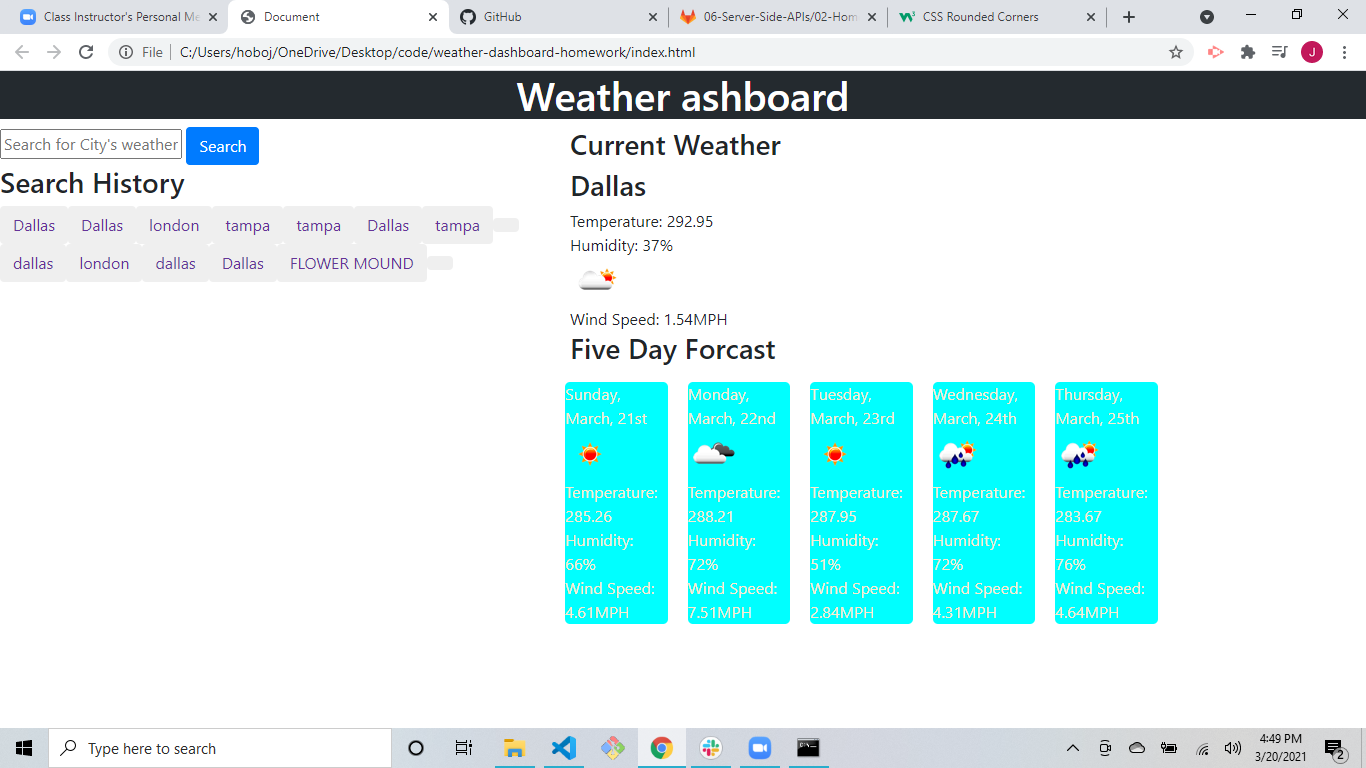 Class Instructor's Personal Me
Document
GitHub
06-Server-Side-APIs/02-Hom
CSS Rounded Corners
File
C:/Users/hoboj/OneDrive/Desktop/code/weather-dashboard-homework/index.html
J
Weather ashboard
Search for City's weather
Search
Search History
Dallas Dallas london tampa tampa Dallas tampa
dallas london dallas Dallas FLOWER MOUND
Current Weather
Dallas
Temperature: 292.95
Humidity: 37%
Wind Speed: 1.54MPH
Five Day Forcast
Sunday,
March, 21st
Temperature:
285.26
Humidity:
66%
Wind Speed:
4.61MPH
Monday,
March, 22nd
Temperature:
288.21
Humidity:
72%
Wind Speed:
7.51MPH
Tuesday,
March, 23rd
Temperature:
287.95
Humidity:
51%
Wind Speed:
2.84MPH
Wednesday,
March, 24th
Temperature:
287.67
Humidity:
72%
Wind Speed:
4.31MPH
Thursday,
March, 25th
Temperature:
283.67
Humidity:
76%
Wind Speed:
4.64MPH
Type here to search
4:49 PM
3/20/2021
2